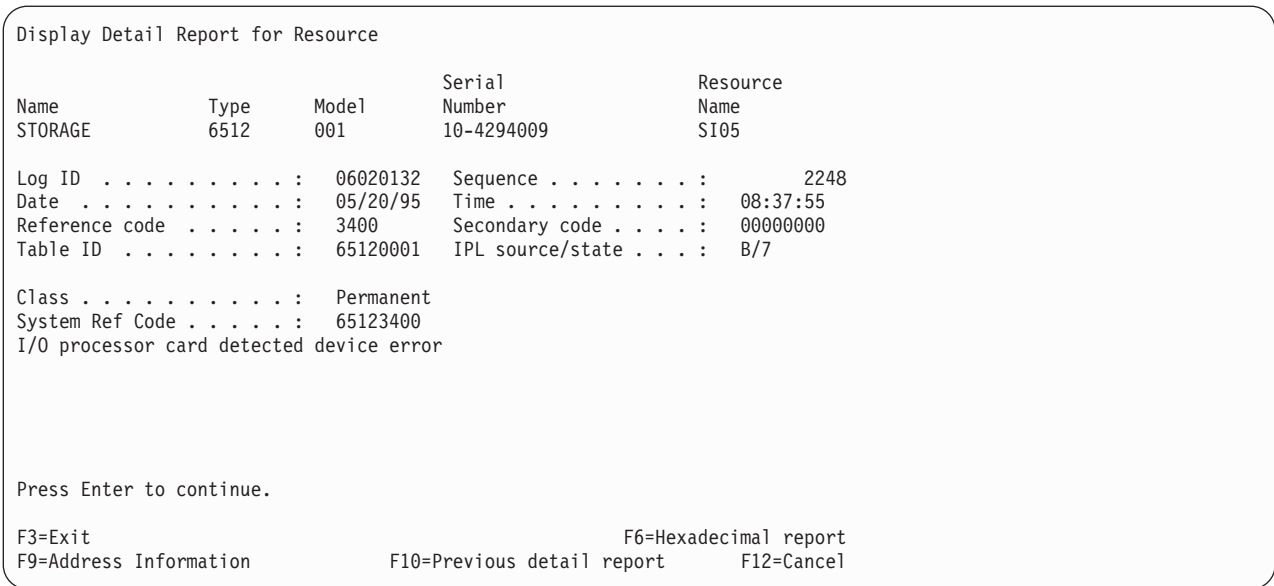 Display Detail Report for Resource
Serial Resource
Name Type Model Number Name
STORAGE 6512 001 10-4294009 SI05
Log ID . . . . . . . . . : 06020132 Sequence . . . . . . . : 2248
Date . . . . . . . . . . : 05/20/95 Time . . . . . . . . . : 08:37:55
Reference code . . . . . : 3400 Secondary code . . . . : 00000000
Table ID . . . . . . . . : 65120001 IPL source/state . . . : B/7
Class . . . . . . . . . . : Permanent
System Ref Code . . . . . : 65123400
I/O processor card detected device error
Press Enter to continue.
F3=Exit F6=Hexadecimal report
F9=Address Information F10=Previous detail report F12=Cancel